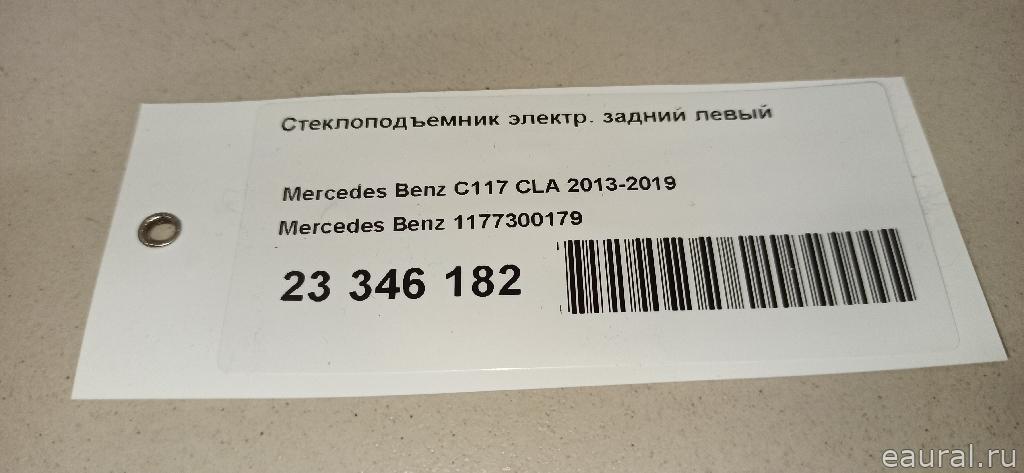 Стеклоподъемник электр. задний левый
Mercedes Benz C117 CLA 2013-2019
Mercedes Benz 1177300179
23 346 182
eaural.ru